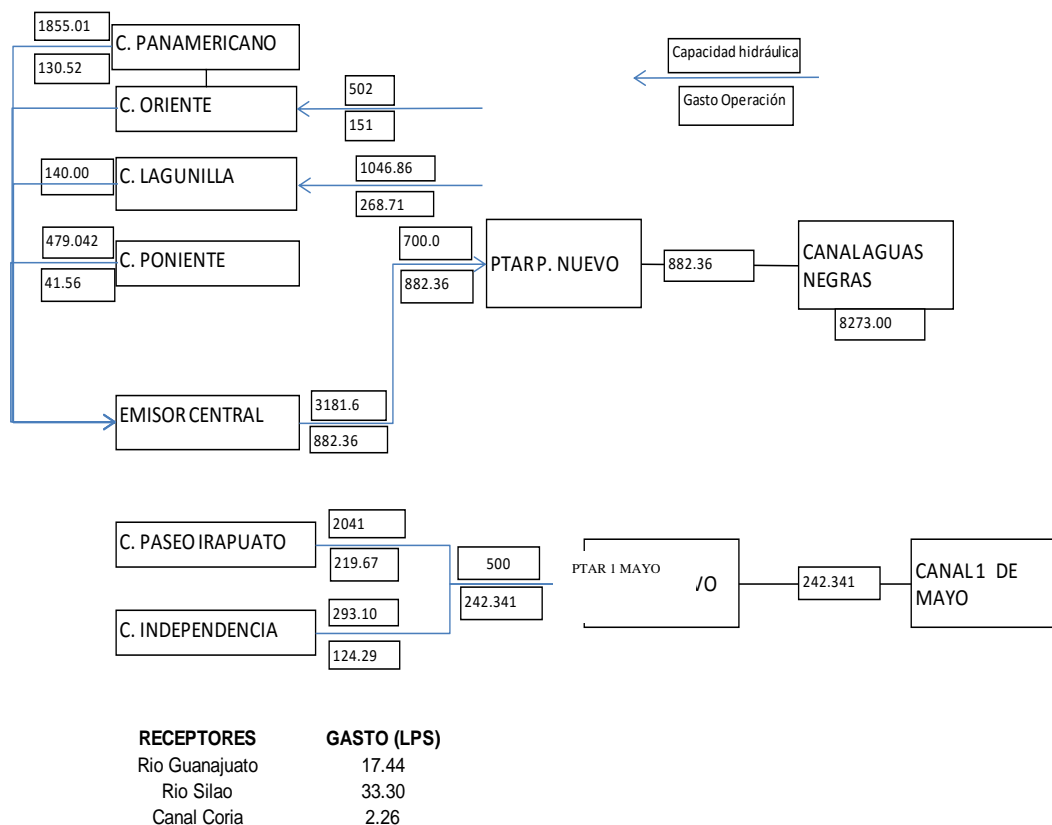 1855.01
C. PANAMERICANO
130.52
Capacidad hidráulica
Gasto Operación
C. ORIENTE
502
151
140.00
C. LAGUNILLA
1046.86
268.71
479.042
C. PONIENTE
41.56
700.0
882.36
PTAR P. NUEVO
882.36
CANAL AGUAS
NEGRAS
8273.00
EMISOR CENTRAL
3181.6
882.36
C. PASEO IRAPUATO
2041
219.67
500
242.341
PTAR 1 MAYO
VO
242.341
CANAL 1 DE
MAYO
C. INDEPENDENCIA
293.10
124.29
RECEPTORES GASTO (LPS)
Rio Guanajuato 17.44
Rio Silao 33.30
Canal Coria 2.26